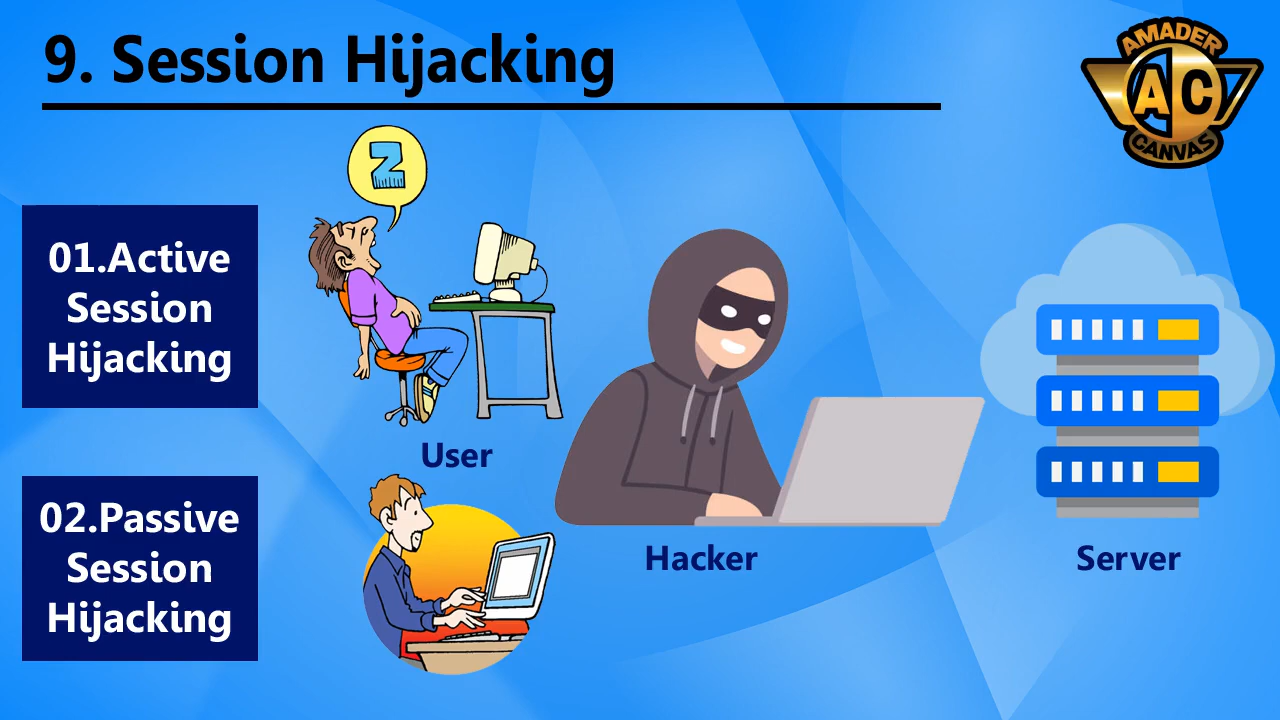 9. Session Hijacking
AMADER
AC
CANVAS
Z
01.Active
Session
Hijacking
User
02.Passive
Session
Hijacking
Hacker
Server